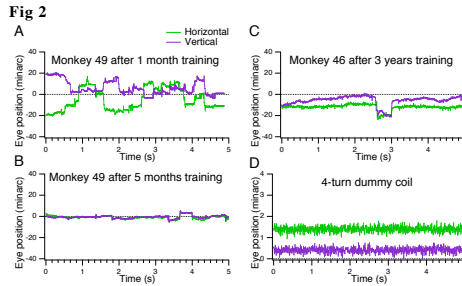 Fig 2
Horizontal
Vertical
A
Monkey 49 after 1 month training
Eye position (minarc)
40
20
0
-20
-40
0 1 2 3 4 5
Time (s)
B
Monkey 49 after 5 months training
Eye position (minarc)
40
20
0
-20
-40
0 1 2 3 4 5
Time (s)
C
Monkey 46 after 3 years training
Eye position (minarc)
40
20
0
-20
-40
0 1 2 3 4
Time (s)
D
4-turn dummy coil
Eye position (minarc)
4
3
2
1
0
0 1 2 3 4
Time (s)